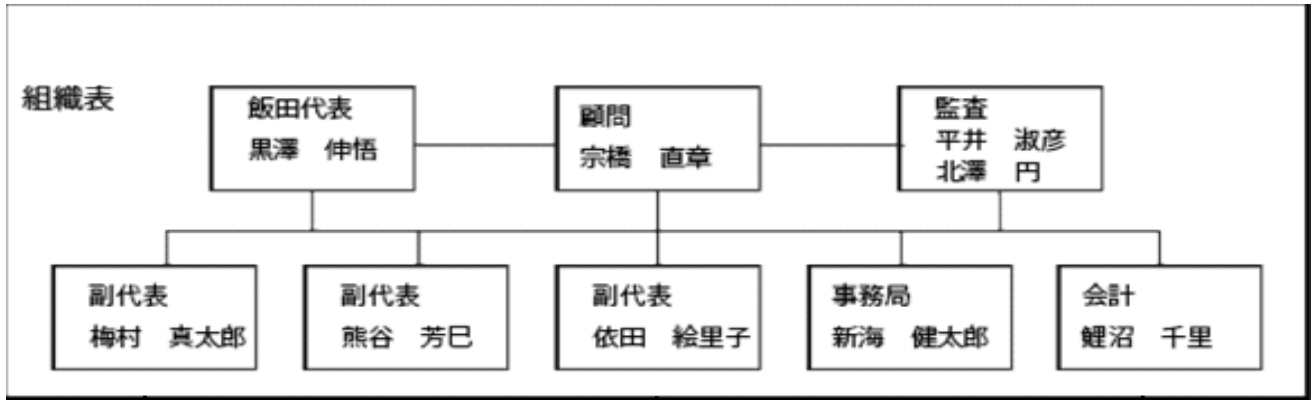 組織表
飯田代表
黒澤　伸悟
顧問
宗橋　直章
監査
平井　淑彦
北澤　円
副代表
梅村　真太郎
副代表
熊谷　芳巳
副代表
依田　絵里子
事務局
新海　健太郎
会計
鯉沼　千里